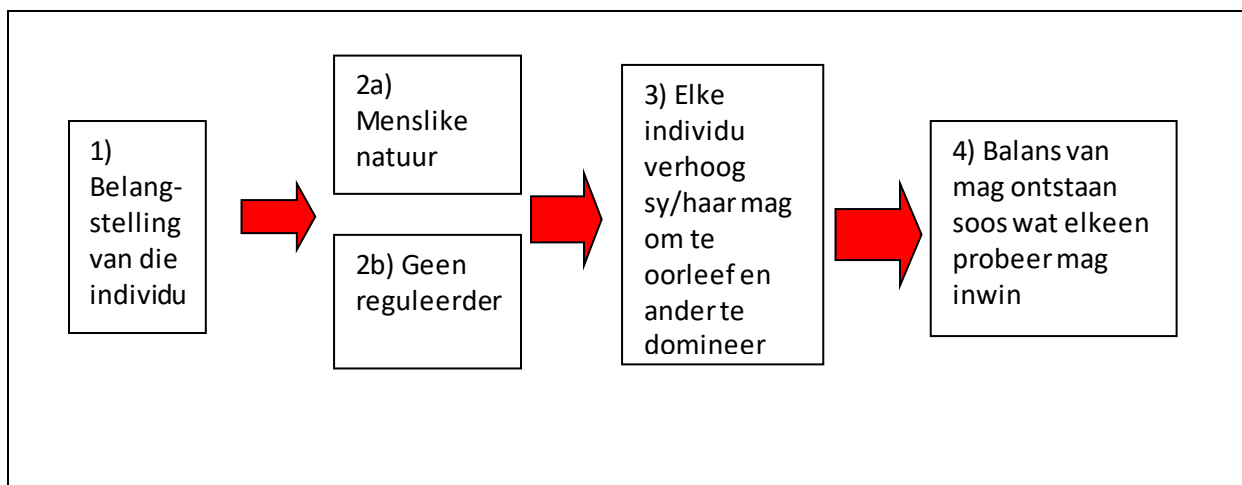 1)
Belang-
stelling
van die
individu
2a)
Menslike
natuur
2b) Geen
reguleerder
3) Elke
individu
verhoog
sy/haar mag
om te
oorleef en
ander te
domineer
4) Balans van
mag ontstaan
soos wat elkeen
probeer mag
inwin